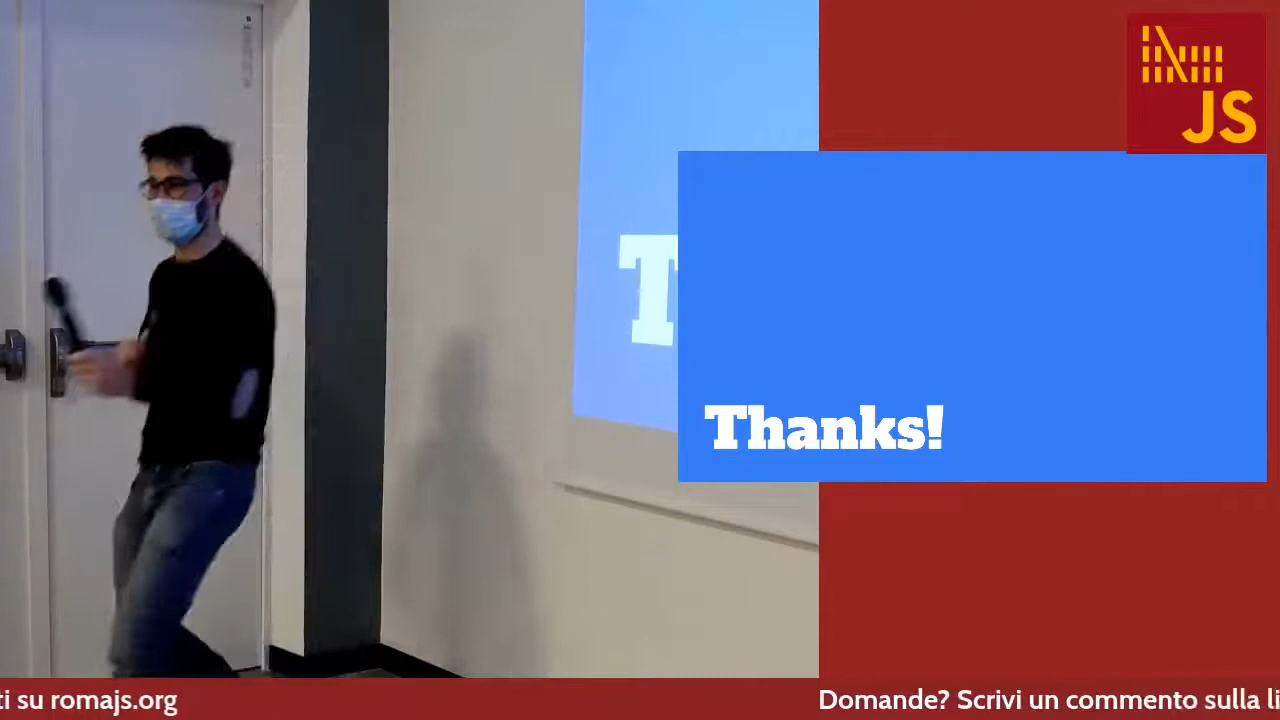 JS
T
Thanks!
ti su romajs.org
Domande? Scrivi un commento sulla li